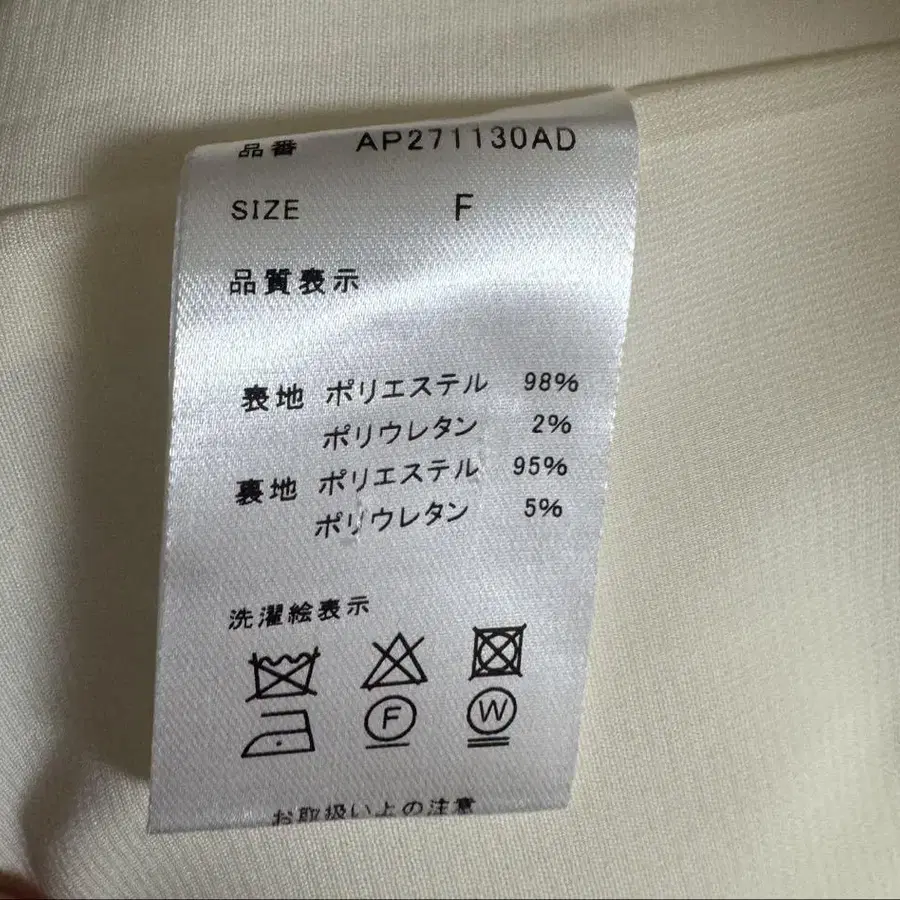 品番 AP271130AD
SIZE F
品質表示
表地 ポリエステル 98%
ポリウレタン 2%
裏地 ポリエステル 95%
ポリウレタン 5%
洗濯絵表示
F W
お取扱い上の注意